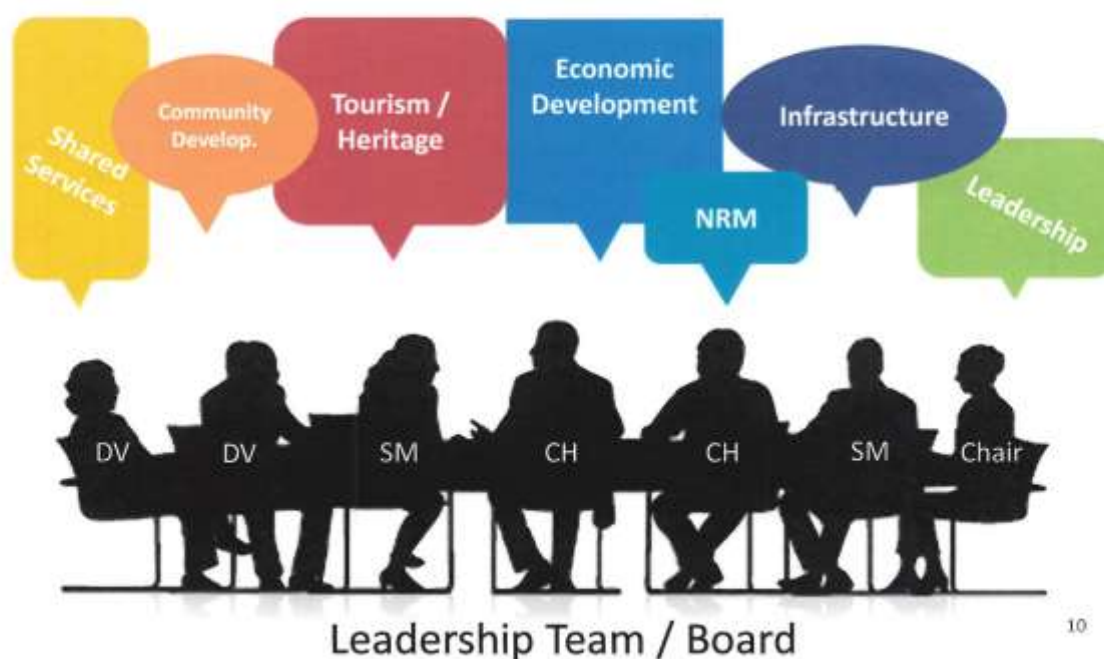 Shared
Services
Community
Develop.
Tourism /
Heritage
Economic
Development
NRM
Infrastructure
Leadership
DV
DV
SM
CH
CH
SM
Chair
Leadership Team / Board
10